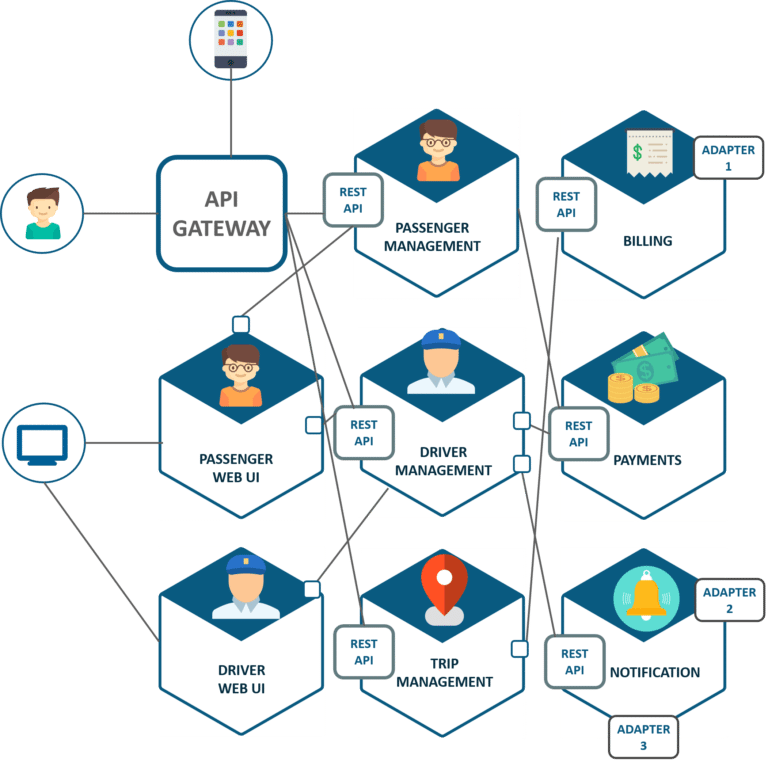 API
GATEWAY
REST
API
PASSENGER
MANAGEMENT
REST
API
BILLING
ADAPTER
1
PASSENGER
WEB UI
REST
API
DRIVER
MANAGEMENT
REST
API
PAYMENTS
DRIVER
WEB UI
REST
API
TRIP
MANAGEMENT
REST
API
NOTIFICATION
ADAPTER
2
ADAPTER
3